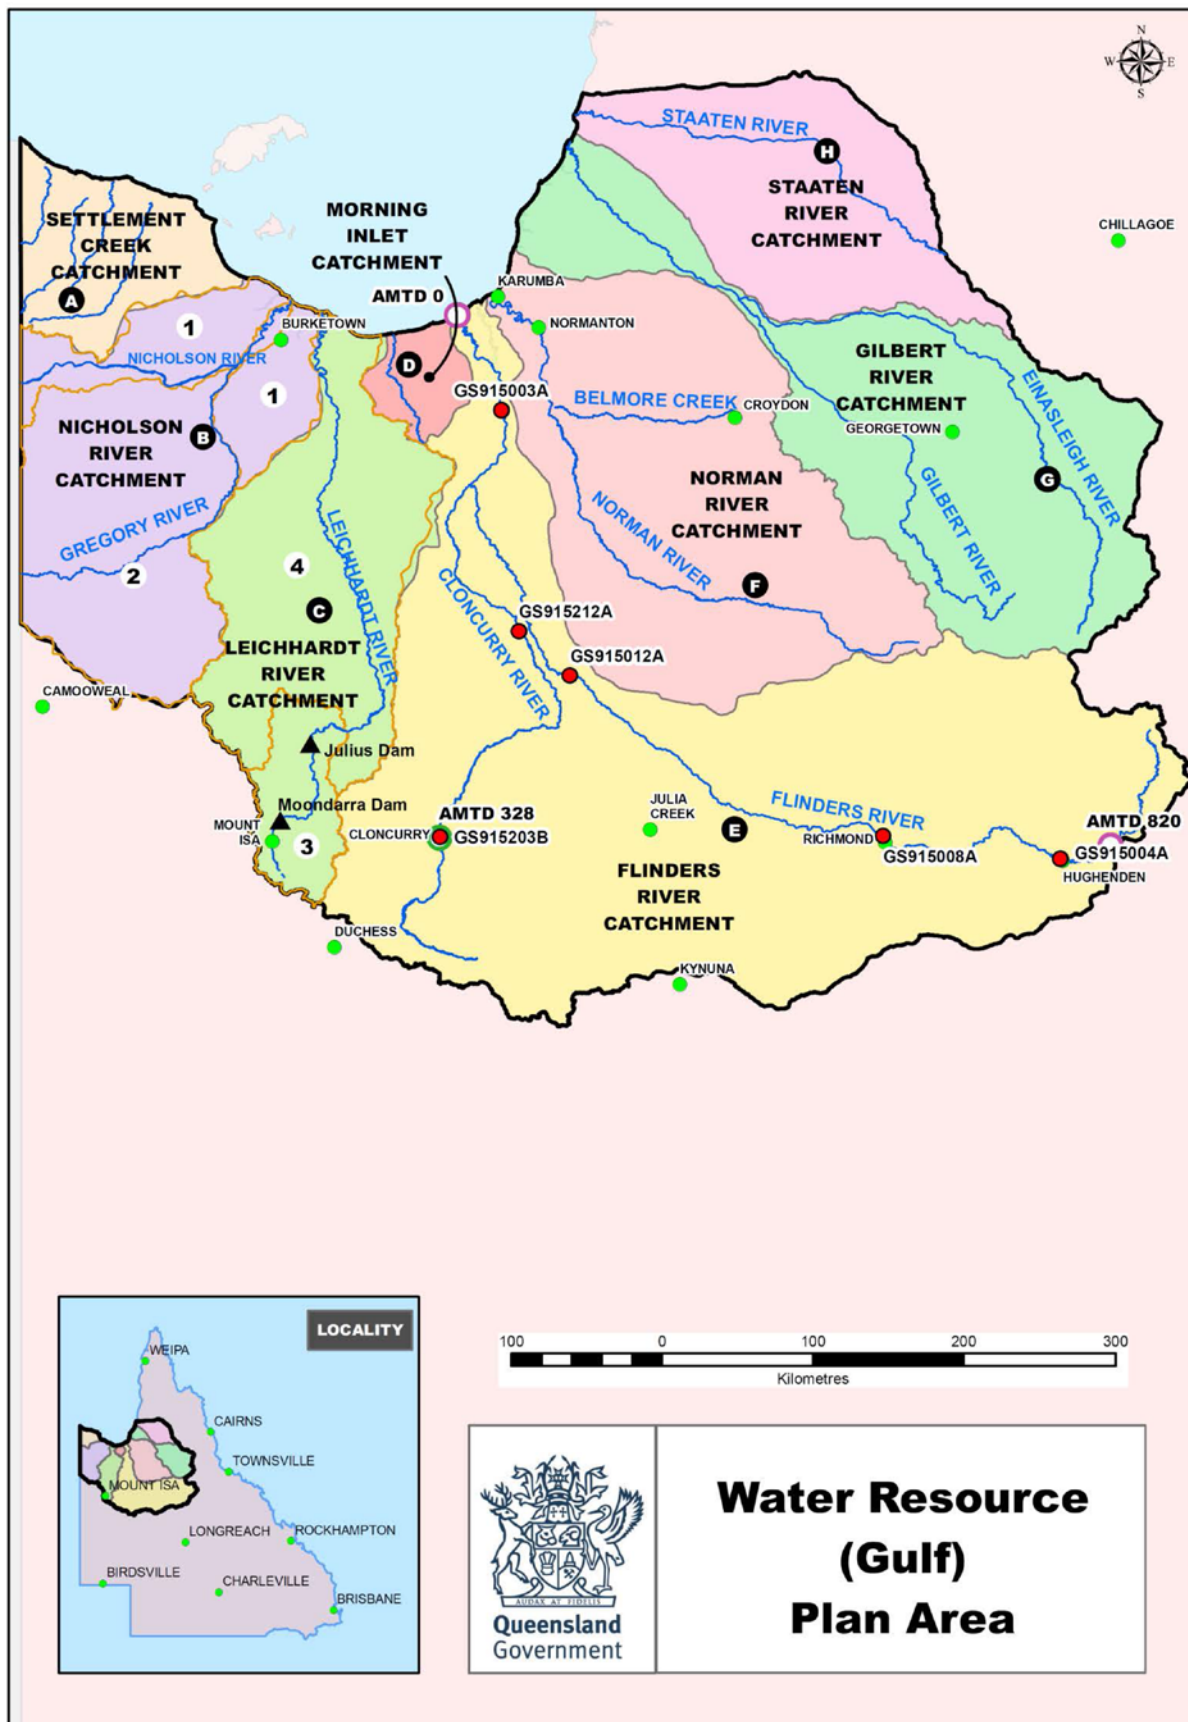 N
W
E
S
STAATEN RIVER
H
STAATEN
RIVER
CATCHMENT
CHILLAGOE
SETTLEMENT
CREEK
CATCHMENT
A
MORNING
INLET
CATCHMENT
AMTD 0
KARUMBA
NORMANTON
1
BURKETOWN
NICHOLSON RIVER
1
D
GS915003A
GILBERT
RIVER
CATCHMENT
EINASLEIGH RIVER
BELMORE CREEK
CROYDON
GEORGETOWN
NICHOLSON
RIVER
CATCHMENT
B
G
GILBERT RIVER
NORMAN
RIVER
CATCHMENT
GREGORY RIVER
LEICHHARDT RIVER
NORMAN RIVER
F
2
4
C
CLONCURRY RIVER
GS915212A
GS915012A
LEICHHARDT
RIVER
CATCHMENT
CAMOOWEAL
Julius Dam
Moondarra Dam
MOUNT
ISA
3
AMTD 328
CLONCURRY
GS915203B
JULIA
CREEK
E
FLINDERS RIVER
RICHMOND
GS915008A
AMTD 820
GS915004A
HUGHENDEN
FLINDERS
RIVER
CATCHMENT
DUCHESS
KYNUNA
LOCALITY
WEIPA
CAIRNS
TOWNSVILLE
MOUNT ISA
LONGREACH
ROCKHAMPTON
BIRDSVILLE
CHARLEVILLE
BRISBANE
100 0 100 200 300
Kilometres
AUDAX AT FIDELIS
Queensland
Government
Water Resource
(Gulf)
Plan Area